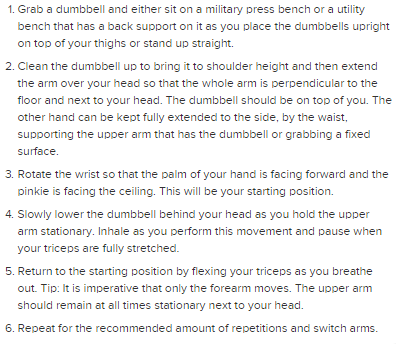 1. Grab a dumbbell and either sit on a military press bench or a utility
bench that has a back support on it as you place the dumbbells upright
on top of your thighs or stand up straight.
2. Clean the dumbbell up to bring it to shoulder height and then extend
the arm over your head so that the whole arm is perpendicular to the
floor and next to your head. The dumbbell should be on top of you. The
other hand can be kept fully extended to the side, by the waist,
supporting the upper arm that has the dumbbell or grabbing a fixed
surface.
3. Rotate the wrist so that the palm of your hand is facing forward and the
pinkie is facing the ceiling. This will be your starting position.
4. Slowly lower the dumbbell behind your head as you hold the upper
arm stationary. Inhale as you perform this movement and pause when
your triceps are fully stretched.
5. Return to the starting position by flexing your triceps as you breathe
out. Tip: It is imperative that only the forearm moves. The upper arm
should remain at all times stationary next to your head.
6. Repeat for the recommended amount of repetitions and switch arms.